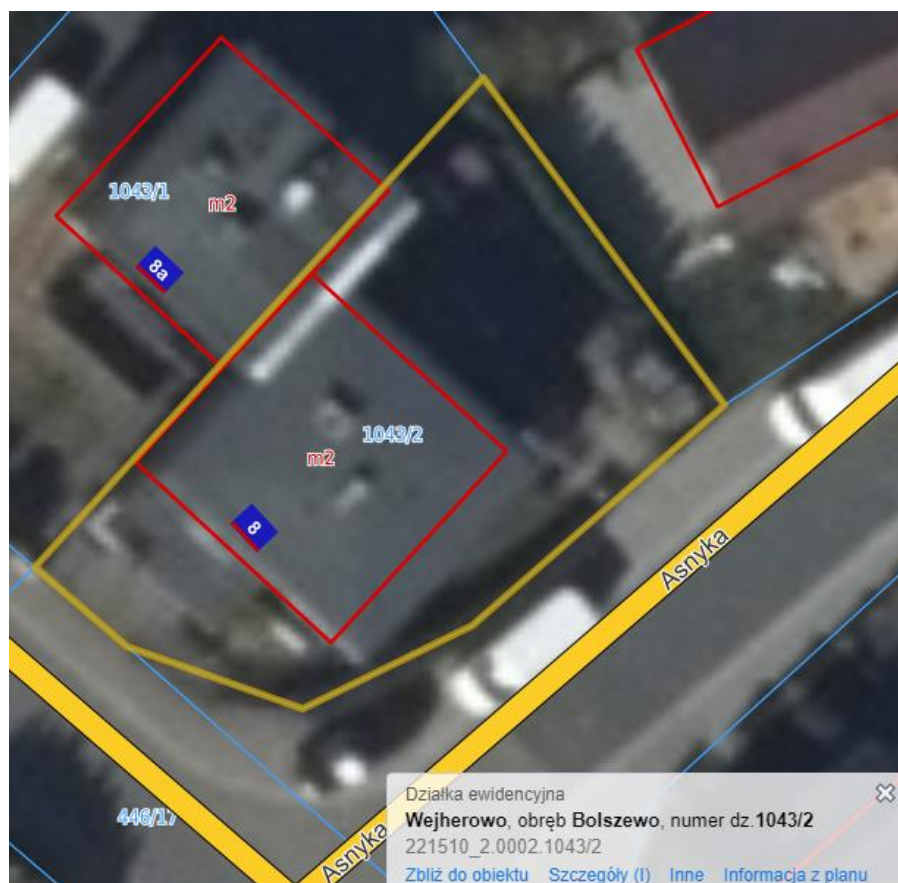 1043/1
m2
8a
1043/2
m2
8
Asnyka
446/17
Asnyka
Działka ewidencyjna
Wejherowo, obręb Bolszewo, numer dz.1043/2
221510_2.0002.1043/2
Zbliż do obiektu Szczegóły (I) Inne Informacja z planu